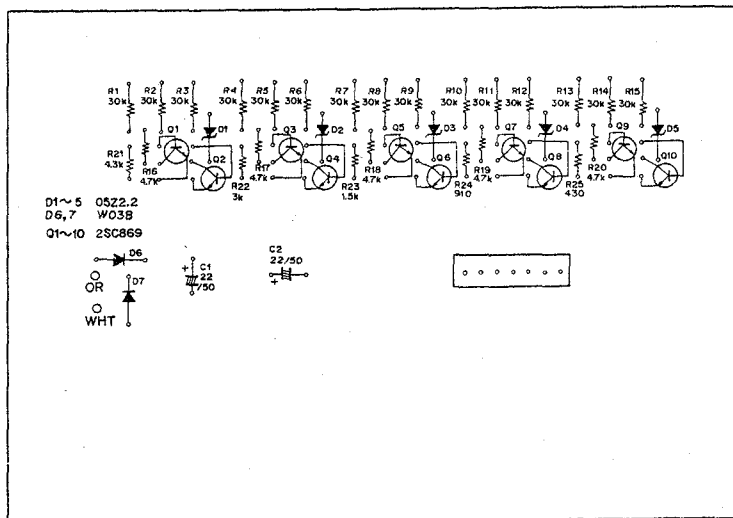 R1 R2 R3 R4 R5 R6 R7 R8 R9 R10 R11 R12 R13 R14 R15
30k 30k 30k 30k 30k 30k 30k 30k 30k 30k 30k 30k 30k 30k 30k
Q1 D1 Q3 D2 Q5 D3 Q7 D4 Q9 D5
R21 4.3k R16 4.7k Q2 R22 3k R17 4.7k Q4 R23 1.5k R18 4.7k Q6 R24 910 R19 4.7k Q8 R25 430 R20 4.7k Q10
D1~5 05Z2.2
D6,7 W03B
Q1~10 2SC869
D6
OR
D7
WHT
C1
22
/50
C2
22/50
+
+